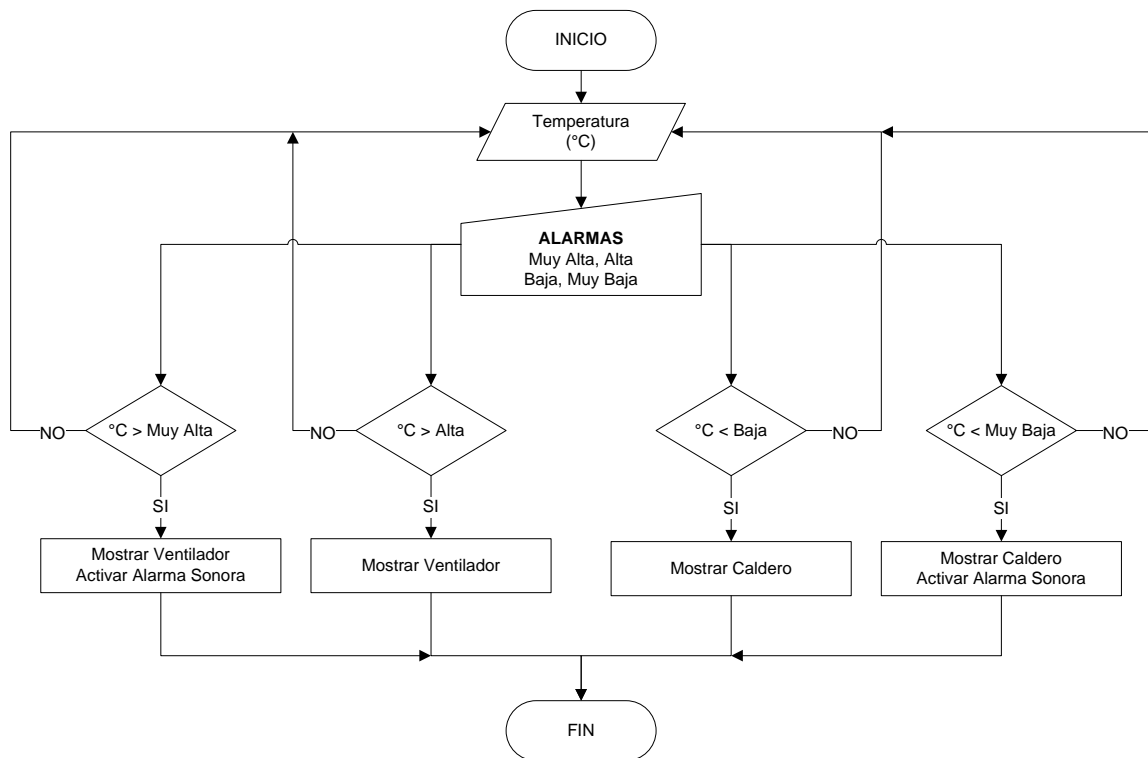 INICIO
Temperatura
(°C)
ALARMAS
Muy Alta, Alta
Baja, Muy Baja
°C > Muy Alta
°C > Alta
°C < Baja
°C < Muy Baja
NO
NO
NO
NO
SI
SI
SI
SI
Mostrar Ventilador
Activar Alarma Sonora
Mostrar Ventilador
Mostrar Caldero
Mostrar Caldero
Activar Alarma Sonora
FIN